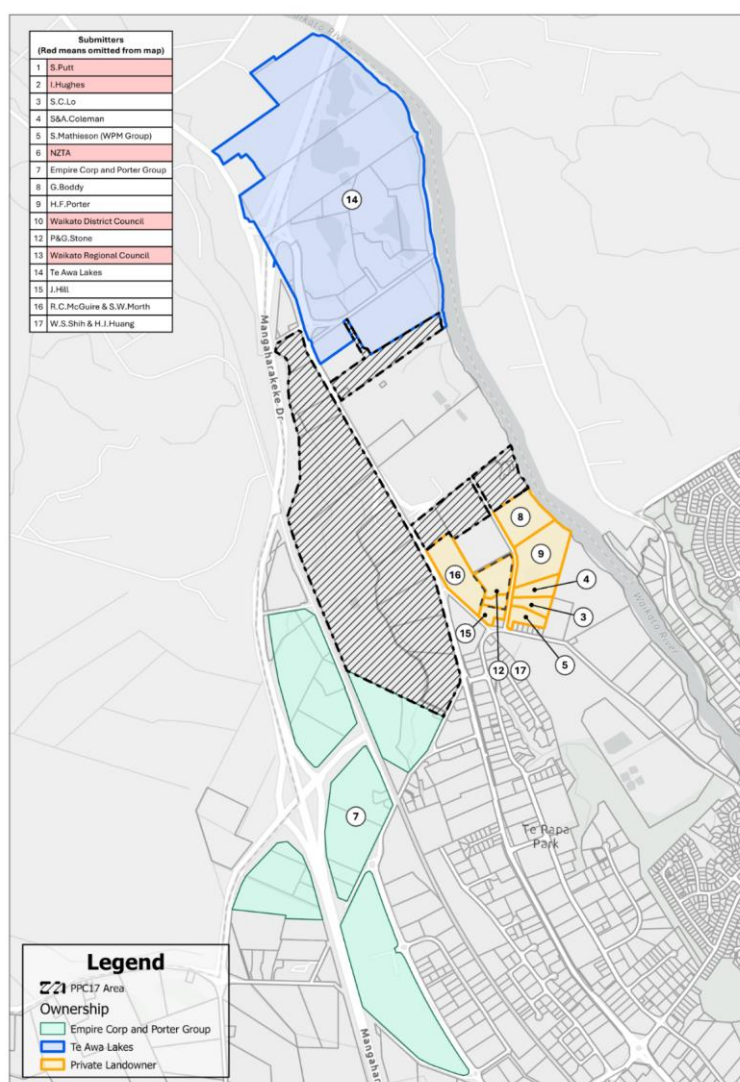 Waikato River
Submitters
(Red means omitted from map)
1 S.Putt
2 I.Hughes
3 S.C.Lo
4 S&A.Coleman
5 S.Mathieson (WPM Group)
6 NZTA
7 Empire Corp and Porter Group
8 G.Boddy
9 H.F.Porter
10 Waikato District Council
12 P&G.Stone
13 Waikato Regional Council
14 Te Awa Lakes
15 J.Hill
16 R.C.McGuire & S.W.Morth
17 W.S.Shih & H.J.Huang
14
Mangaharakeke Dr
8
9
16
4
3
15
12
17
5
Waikato River
7
Te Rapa
Park
Legend
PPC17 Area
Ownership
Empire Corp and Porter Group
Te Awa Lakes
Private Landowner
Mangahar